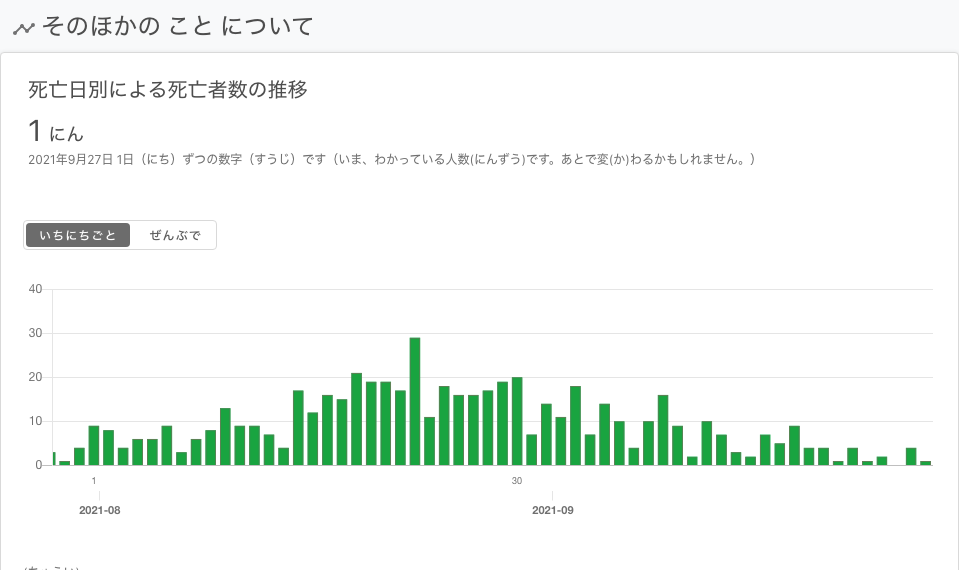 そのほかの こと について
死亡日別による死亡者数の推移
1 にん
2021年9月27日 1日（にち）ずつの数字（すうじ）です（いま、わかっている人数(にんずう)です。あとで変(か)わるかもしれません。）
いちにちごと ぜんぶで
40
30
20
10
0
1 30
2021-08 2021-09